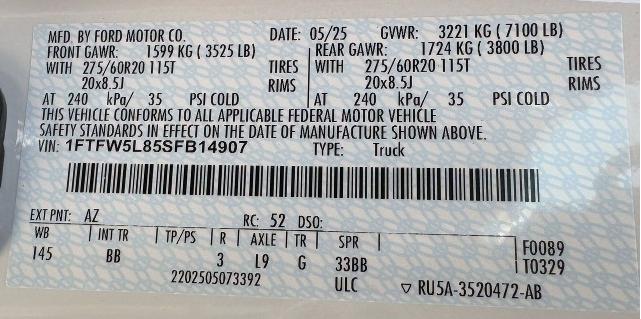 MFD. BY FORD MOTOR CO. DATE: 05/25 GVWR: 3221 KG ( 7100 LB)
FRONT GAWR: 1599 KG ( 3525 LB) REAR GAWR: 1724 KG ( 3800 LB)
WITH 275/60R20 115T TIRES WITH 275/60R20 115T TIRES
20x8.5J RIMS 20x8.5J RIMS
AT 240 kPa/ 35 PSI COLD AT 240 kPa/ 35 PSI COLD
THIS VEHICLE CONFORMS TO ALL APPLICABLE FEDERAL MOTOR VEHICLE
SAFETY STANDARDS IN EFFECT ON THE DATE OF MANUFACTURE SHOWN ABOVE.
VIN: 1FTFW5L85SFB14907 TYPE: Truck
EXT PNT: AZ RC: 52 DSO:
WB INT TR TP/PS R AXLE TR SPR F0089
145 BB 3 L9 G 33BB T0329
2202505073392 ULC ▽ RU5A-3520472-AB